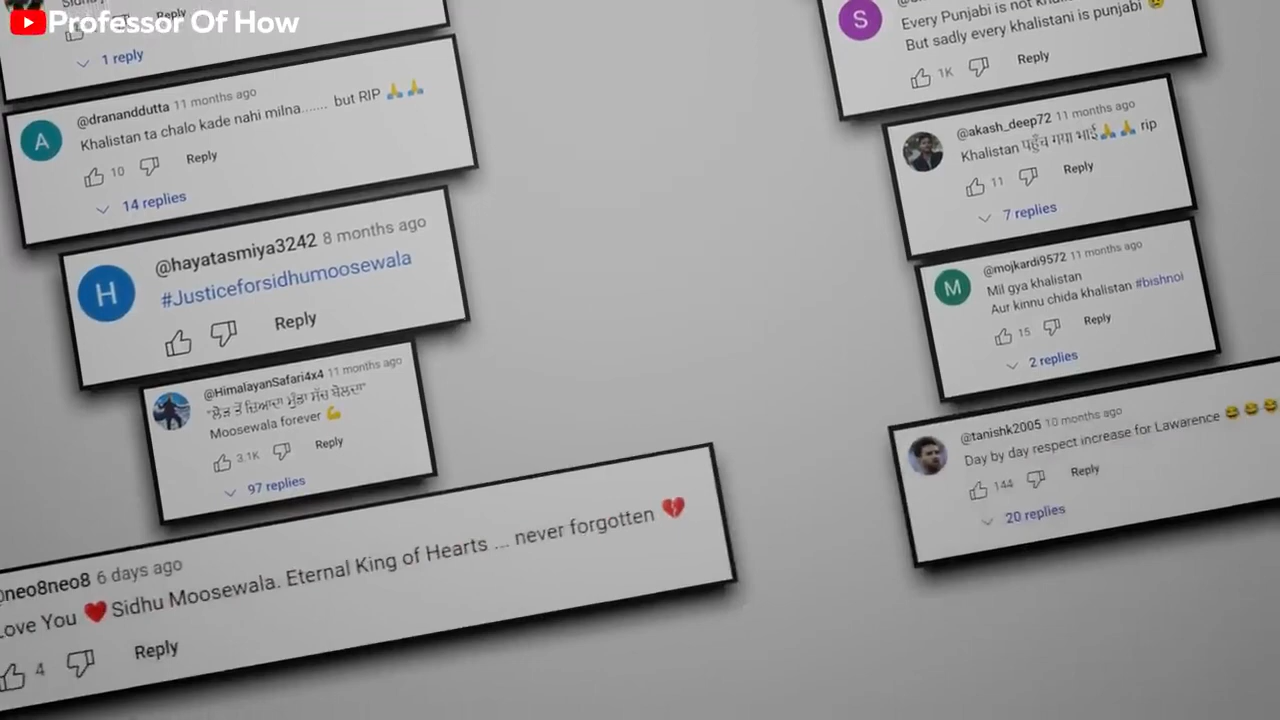 Professor Of How
Reply
1 reply
@drananddutta 11 months ago
Khalistan ta chalo kade nahi milna....... but RIP 🙏🙏
10 Reply
14 replies
@hayatasmiya3242 8 months ago
#Justiceforsidhumoosewala
Reply
@HimalayanSafari4x4 11 months ago
"ਲੋੜ ਤੋਂ ਜ਼ਿਆਦਾ ਮੁੰਡਾ ਸੱਚ ਬੋਲਦਾ"
Moosewala forever 💪
3.1K Reply
97 replies
@neo8neo8 6 days ago
Love You ❤️ Sidhu Moosewala. Eternal King of Hearts ... never forgotten 💔
4 Reply
Every Punjabi is not
But sadly every khalistani is punjabi 😢
1K Reply
@akash_deep72 11 months ago
Khalistan पहुँच गया भाई🙏🙏 rip
11 Reply
7 replies
@mojkardi9572 11 months ago
Mil gya khalistan
Aur kinnu chida khalistan #bishnoi
15 Reply
2 replies
@tanishk2005 10 months ago
Day by day respect increase for Lawarence 😂😂😂
144 Reply
20 replies